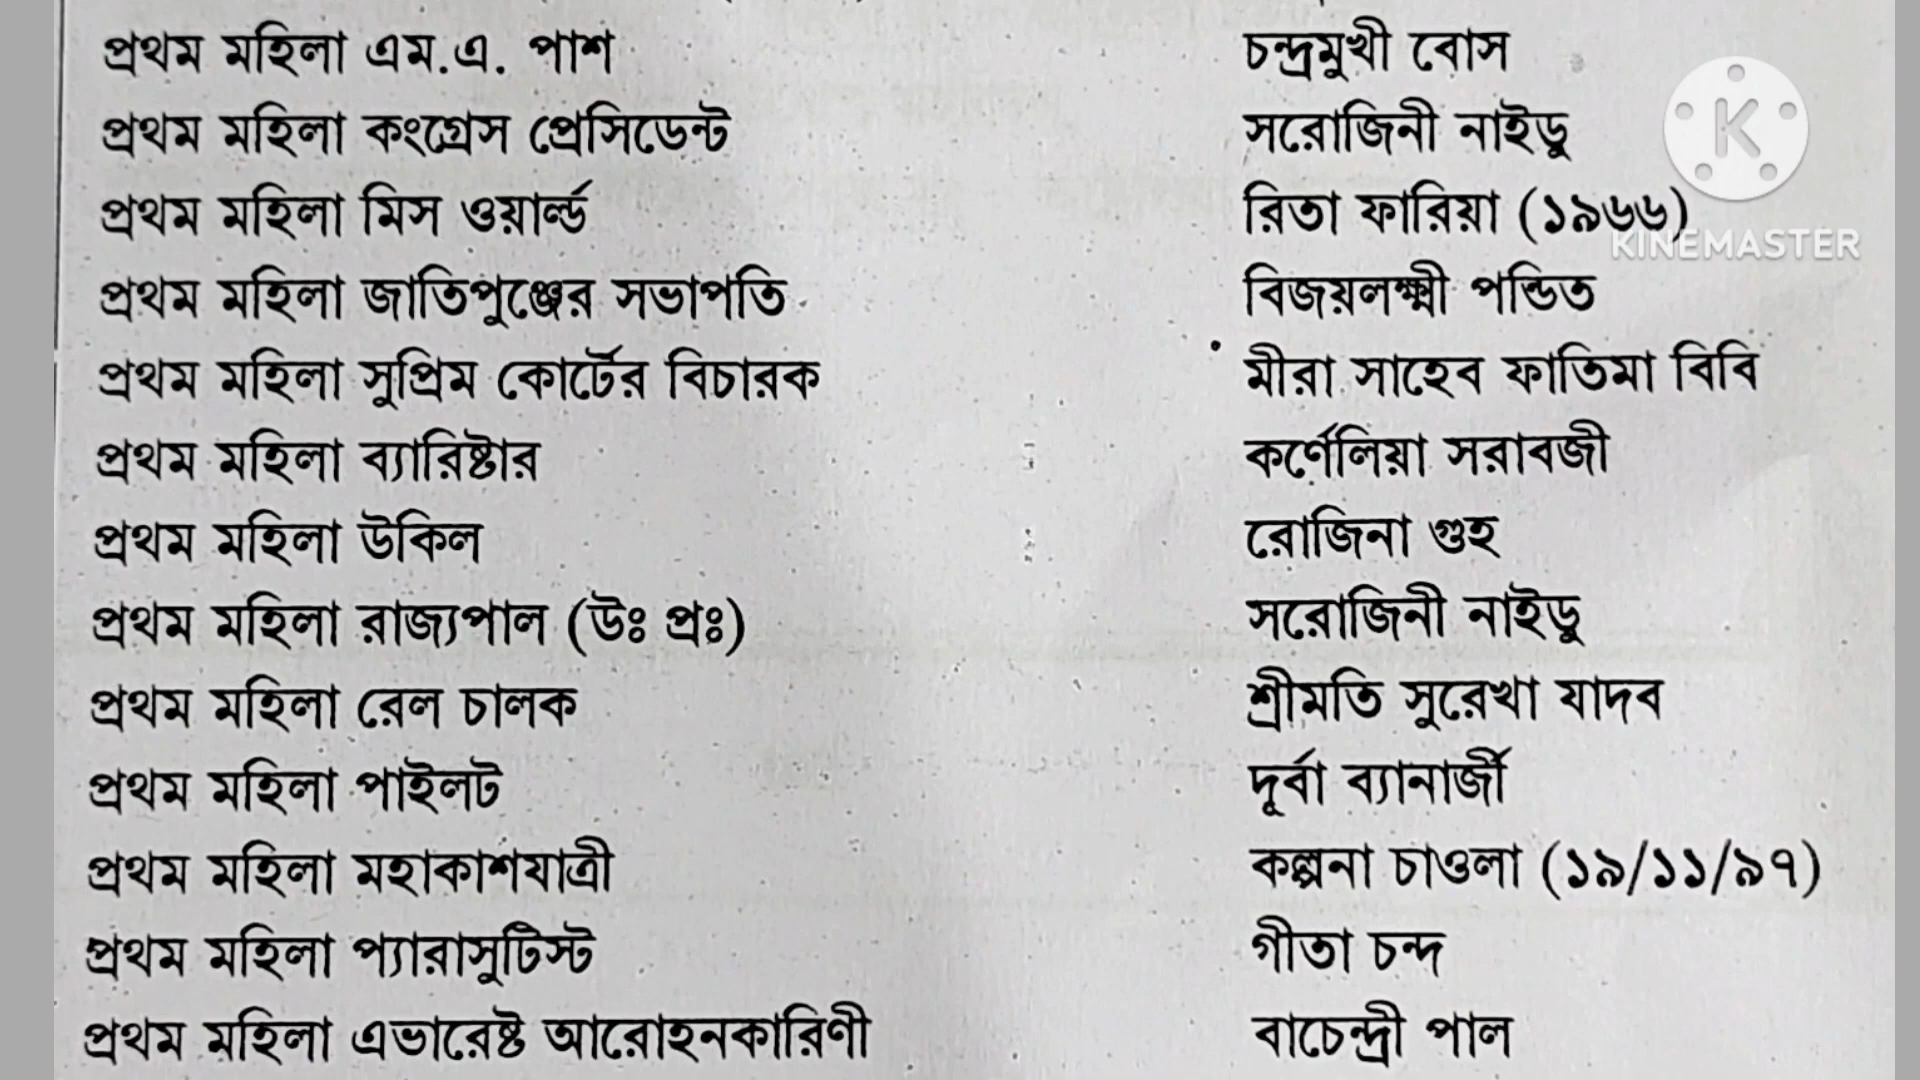 প্রথম মহিলা এম.এ. পাশ চন্দ্রমুখী বোস
প্রথম মহিলা কংগ্রেস প্রেসিডেন্ট সরোজিনী নাইডু
প্রথম মহিলা মিস ওয়ার্ল্ড রিতা ফারিয়া (১৯৬৬)
প্রথম মহিলা জাতিপুঞ্জের সভাপতি বিজয়লক্ষ্মী পন্ডিত
প্রথম মহিলা সুপ্রিম কোর্টের বিচারক মীরা সাহেব ফাতিমা বিবি
প্রথম মহিলা ব্যারিষ্টার কর্ণেলিয়া সরাবজী
প্রথম মহিলা উকিল রোজিনা গুহ
প্রথম মহিলা রাজ্যপাল (উঃ প্রঃ) সরোজিনী নাইডু
প্রথম মহিলা রেল চালক শ্রীমতি সুরেখা যাদব
প্রথম মহিলা পাইলট দূর্বা ব্যানার্জী
প্রথম মহিলা মহাকাশযাত্রী কল্পনা চাওলা (১৯/১১/৯৭)
প্রথম মহিলা প্যারাসুটিস্ট গীতা চন্দ
প্রথম মহিলা এভারেষ্ট আরোহনকারিণী বাচেন্দ্রী পাল
K
KINEMASTER